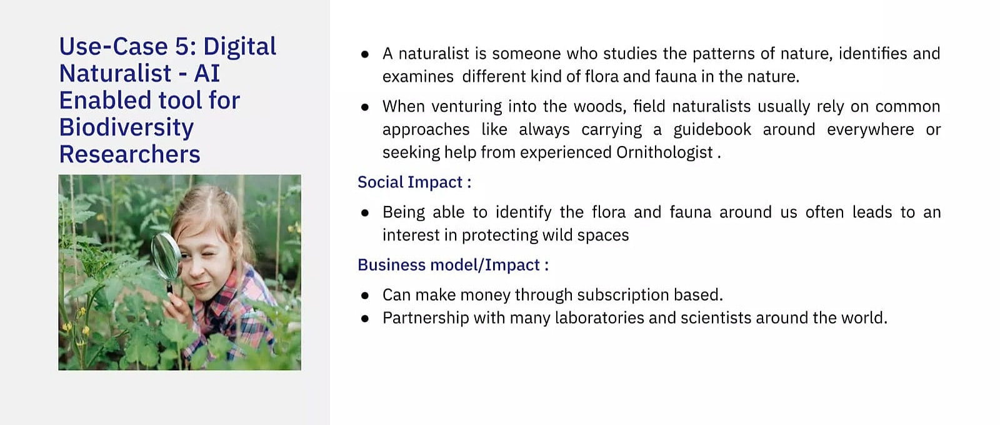 Use-Case 5: Digital
Naturalist - AI
Enabled tool for
Biodiversity
Researchers
● A naturalist is someone who studies the patterns of nature, identifies and
examines  different kind of flora and fauna in the nature.
● When venturing into the woods, field naturalists usually rely on common
approaches like always carrying a guidebook around everywhere or
seeking help from experienced Ornithologist .
Social Impact :
● Being able to identify the flora and fauna around us often leads to an
interest in protecting wild spaces
Business model/Impact :
● Can make money through subscription based.
● Partnership with many laboratories and scientists around the world.